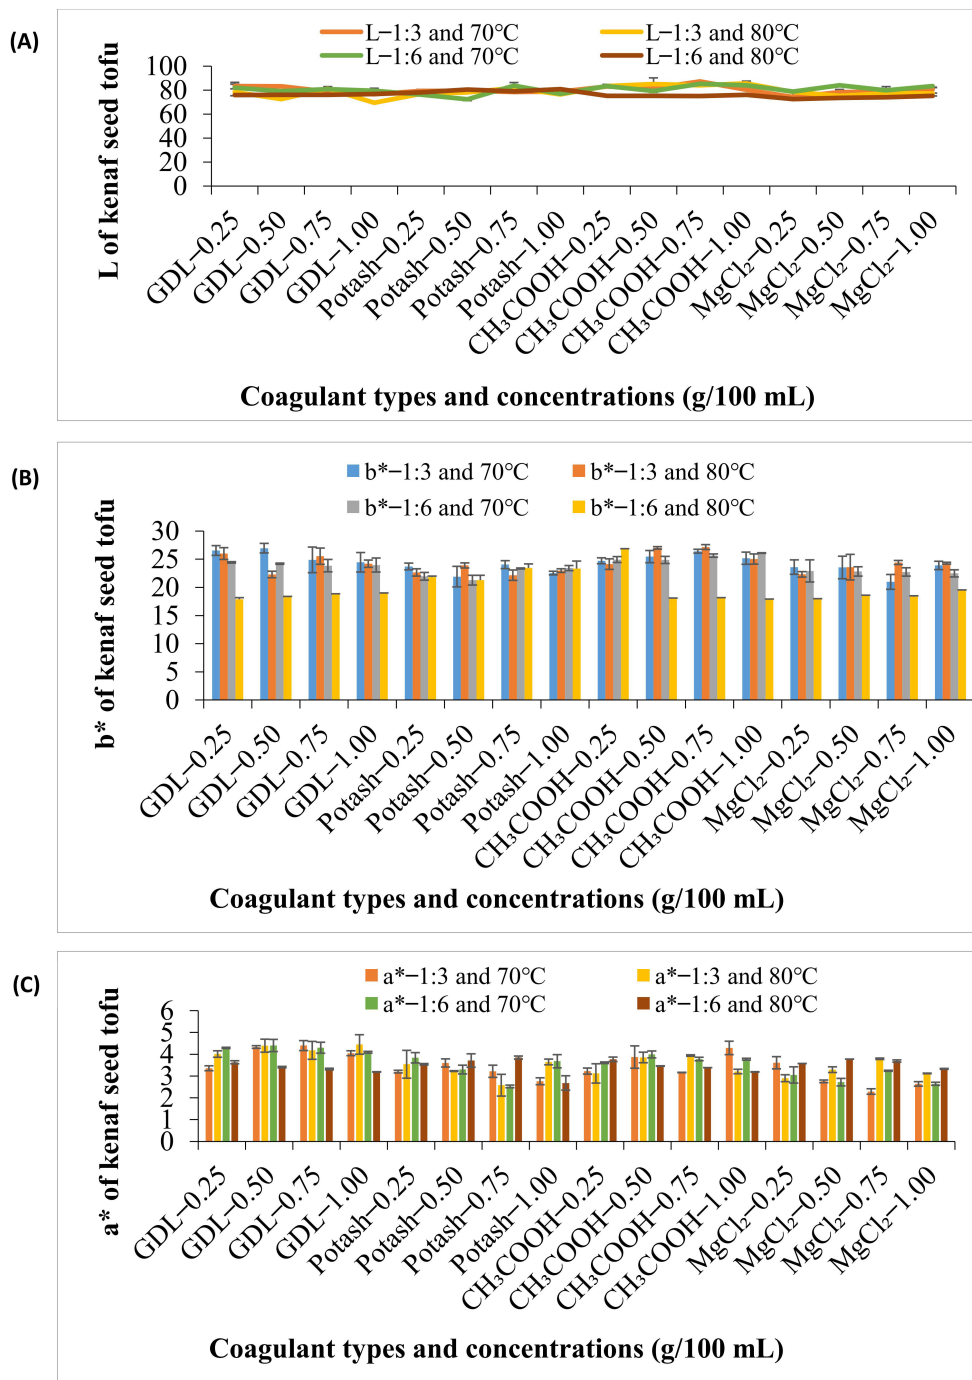 (A)
L−1:3 and 70°C
L−1:3 and 80°C
L−1:6 and 70°C
L−1:6 and 80°C
L of kenaf seed tofu
100
80
60
40
20
0
GDL−0.25
GDL−0.50
GDL−0.75
GDL−1.00
Potash−0.25
Potash−0.50
Potash−0.75
Potash−1.00
CH₃COOH−0.25
CH₃COOH−0.50
CH₃COOH−0.75
CH₃COOH−1.00
MgCl₂−0.25
MgCl₂−0.50
MgCl₂−0.75
MgCl₂−1.00
Coagulant types and concentrations (g/100 mL)
(B)
b*−1:3 and 70°C
b*−1:3 and 80°C
b*−1:6 and 70°C
b*−1:6 and 80°C
b* of kenaf seed tofu
30
25
20
15
10
5
0
GDL−0.25
GDL−0.50
GDL−0.75
GDL−1.00
Potash−0.25
Potash−0.50
Potash−0.75
Potash−1.00
CH₃COOH−0.25
CH₃COOH−0.50
CH₃COOH−0.75
CH₃COOH−1.00
MgCl₂−0.25
MgCl₂−0.50
MgCl₂−0.75
MgCl₂−1.00
Coagulant types and concentrations (g/100 mL)
(C)
a*−1:3 and 70°C
a*−1:3 and 80°C
a*−1:6 and 70°C
a*−1:6 and 80°C
a* of kenaf seed tofu
6
5
4
3
2
1
0
GDL−0.25
GDL−0.50
GDL−0.75
GDL−1.00
Potash−0.25
Potash−0.50
Potash−0.75
Potash−1.00
CH₃COOH−0.25
CH₃COOH−0.50
CH₃COOH−0.75
CH₃COOH−1.00
MgCl₂−0.25
MgCl₂−0.50
MgCl₂−0.75
MgCl₂−1.00
Coagulant types and concentrations (g/100 mL)